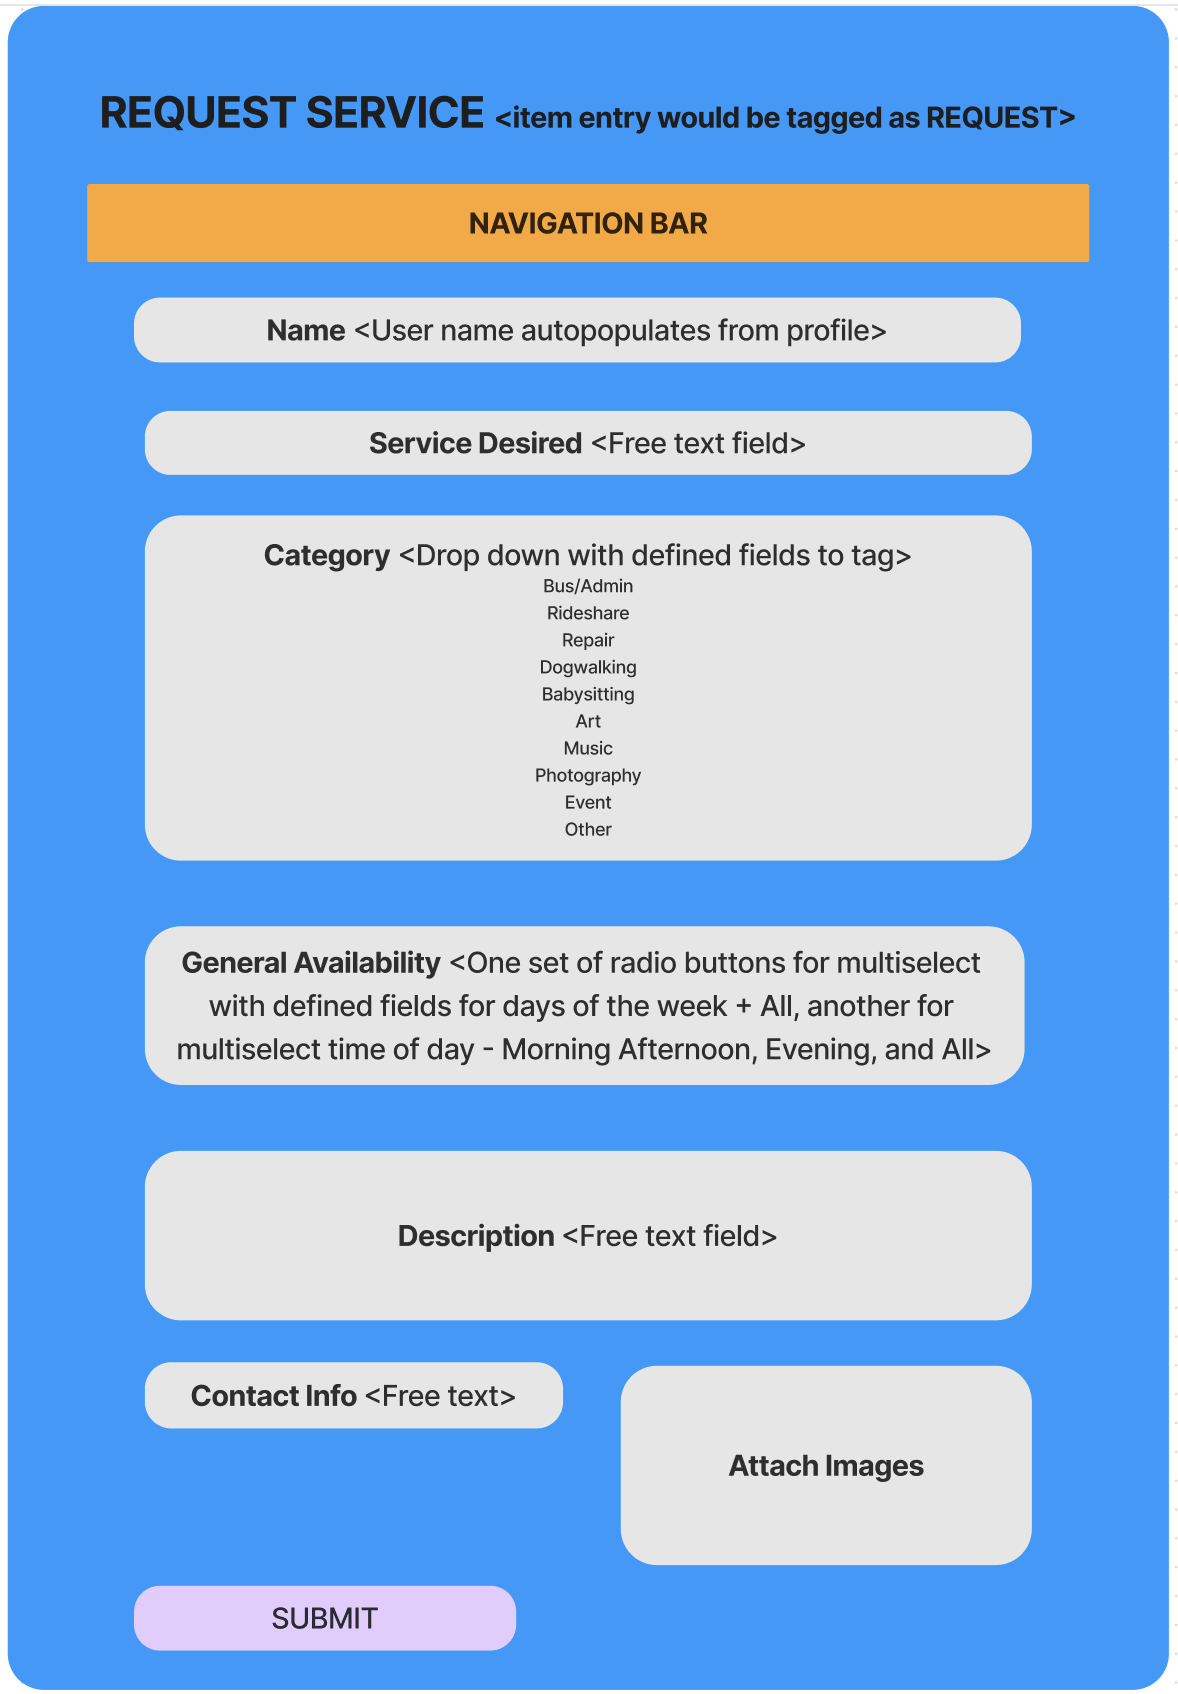 REQUEST SERVICE <item entry would be tagged as REQUEST>
NAVIGATION BAR
Name <User name autopopulates from profile>
Service Desired <Free text field>
Category <Drop down with defined fields to tag>
Bus/Admin
Rideshare
Repair
Dogwalking
Babysitting
Art
Music
Photography
Event
Other
General Availability <One set of radio buttons for multiselect
with defined fields for days of the week + All, another for
multiselect time of day - Morning Afternoon, Evening, and All>
Description <Free text field>
Contact Info <Free text>
Attach Images
SUBMIT